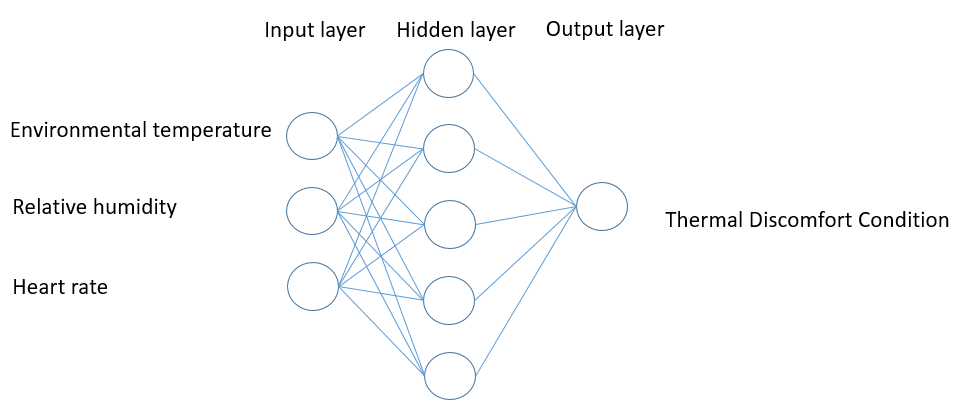 Input layer
Hidden layer
Output layer
Environmental temperature
Relative humidity
Thermal Discomfort Condition
Heart rate